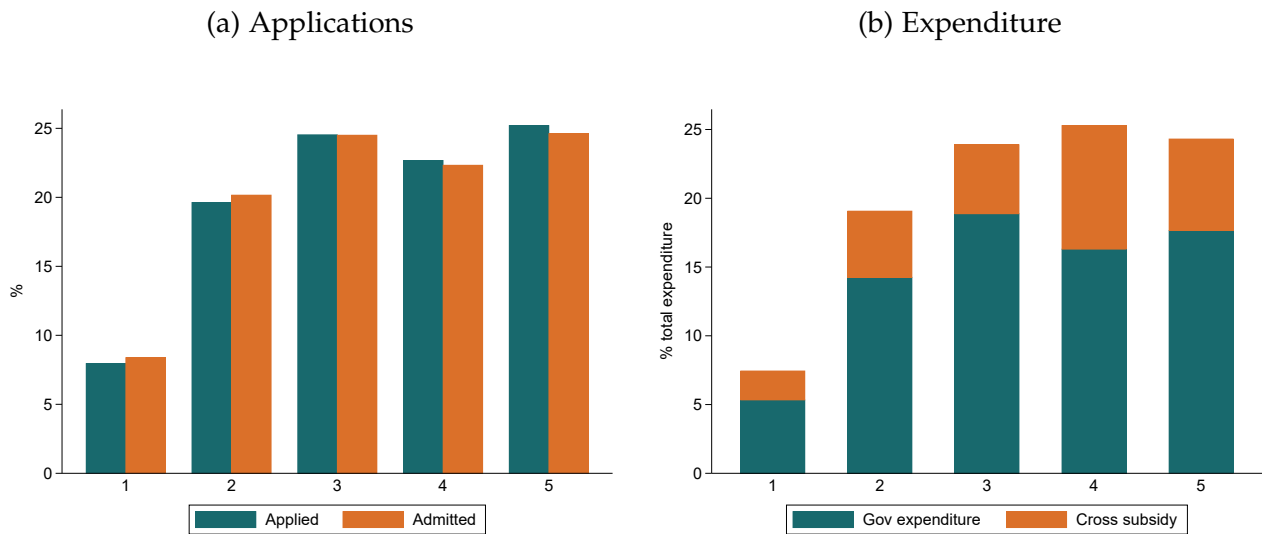 (a) Applications
25
20
15
10
5
0
%
1 2 3 4 5
Applied Admitted
(b) Expenditure
25
20
15
10
5
0
% total expenditure
1 2 3 4 5
Gov expenditure Cross subsidy